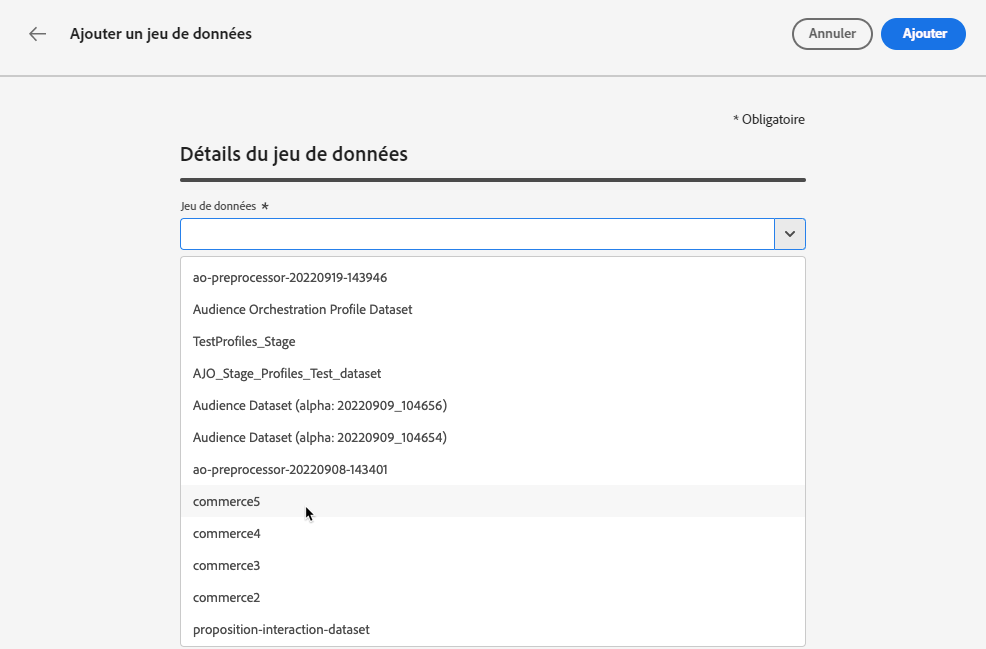 Ajouter un jeu de données
Annuler
Ajouter
* Obligatoire
Détails du jeu de données
Jeu de données *
ao-preprocessor-20220919-143946
Audience Orchestration Profile Dataset
TestProfiles_Stage
AJO_Stage_Profiles_Test_dataset
Audience Dataset (alpha: 20220909_104656)
Audience Dataset (alpha: 20220909_104654)
ao-preprocessor-20220908-143401
commerce5
commerce4
commerce3
commerce2
proposition-interaction-dataset